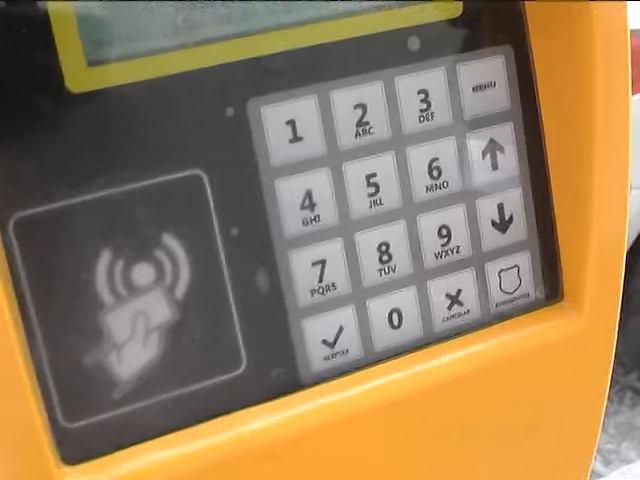 1
2
ABC
3
DEF
MENU
4
GHI
5
JKL
6
MNO
7
PQRS
8
TUV
9
WXYZ
ACEPTAR
0
CANCELAR